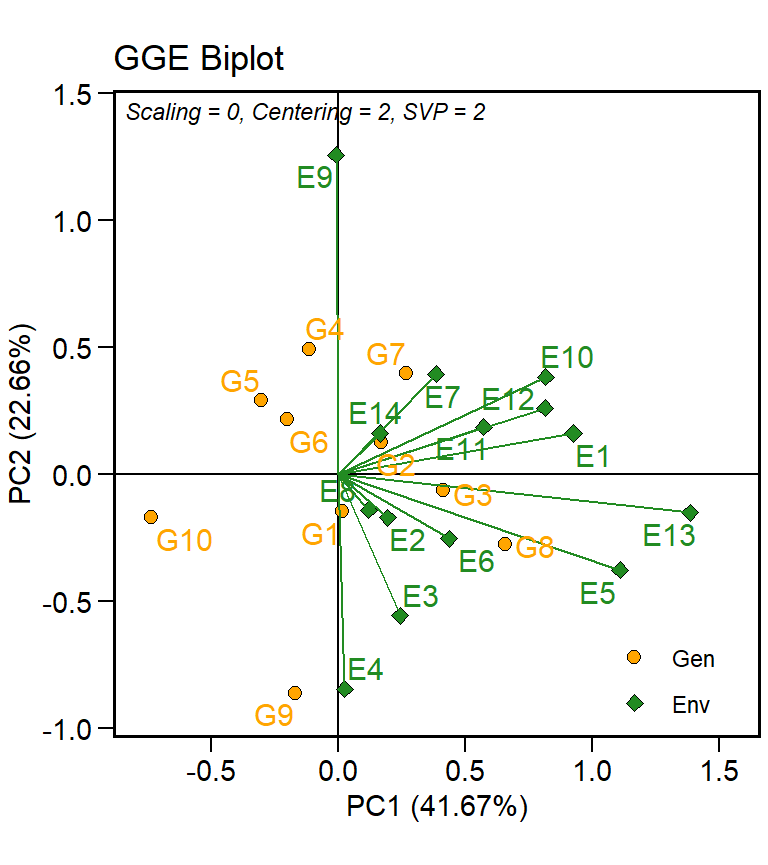 GGE Biplot
Scaling = 0, Centering = 2, SVP = 2
1.5
1.0
0.5
0.0
-0.5
-1.0
PC2 (22.66%)
E9
G4
G7
E10
G5
E7
E12
E14
G6
E11
E1
G2
E8
G3
G10
G1
E2
E13
G8
E6
E5
E3
E4
G9
Gen
Env
-0.5
0.0
0.5
1.0
1.5
PC1 (41.67%)